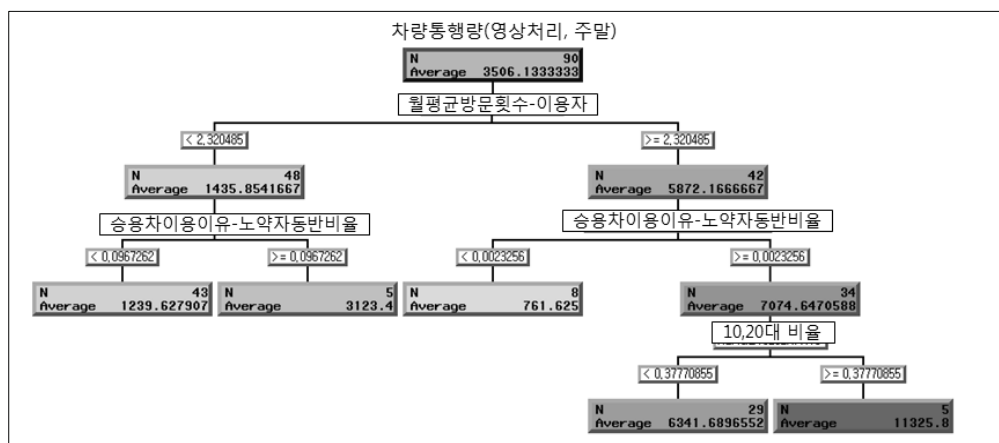 차량통행량(영상처리, 주말)
N 90
Average 3506.1333333
월평균방문횟수-이용자
< 2,320485
>= 2,320485
N 48
Average 1435.8541667
N 42
Average 5872.1666667
승용차이용이유-노약자동반비율
승용차이용이유-노약자동반비율
< 0,0967262
>= 0,0967262
< 0,0023256
>= 0,0023256
N 43
Average 1239.627907
N 5
Average 3123.4
N 8
Average 761.625
N 34
Average 7074.6470588
10,20대 비율
< 0,37770855
>= 0,37770855
N 29
Average 6341.6896552
N 5
Average 11325.8